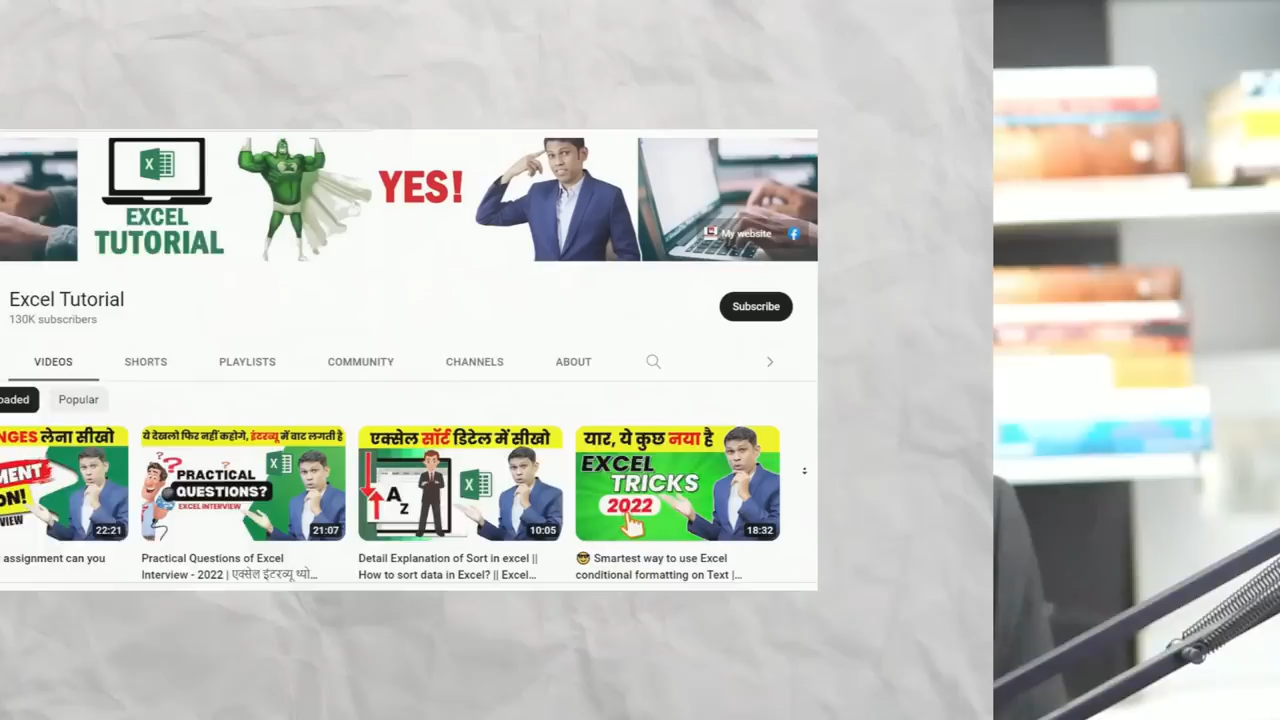 EXCEL
TUTORIAL
YES!
My website
Excel Tutorial
130K subscribers
Subscribe
VIDEOS SHORTS PLAYLISTS COMMUNITY CHANNELS ABOUT
oaded Popular
NGES लेना सीखो
MENT
ON!
VIEW
22:21
assignment can you
ये देखलो फिर नहीं कहोगे, इंटरव्यू में वाट लगती है
PRACTICAL
QUESTIONS?
EXCEL INTERVIEW
21:07
Practical Questions of Excel
Interview - 2022 | एक्सेल इंटरव्यू प्यो...
एक्सेल सॉर्ट डिटेल में सीखो
A
Z
10:05
Detail Explanation of Sort in excel ||
How to sort data in Excel? || Excel...
यार, ये कुछ नया है
EXCEL
TRICKS
2022
18:32
😎 Smartest way to use Excel
conditional formatting on Text |...